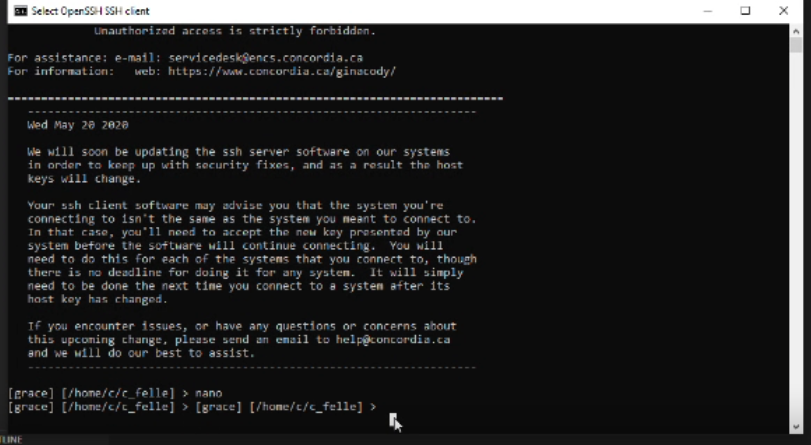 Select OpenSSH SSH client
Unauthorized access is strictly forbidden.
For assistance: e-mail: servicedesk@encs.concordia.ca
For information: web: https://www.concordia.ca/ginacody/
================================================================================
--------------------------------------------------------------------
Wed May 20 2020
We will soon be updating the ssh server software on our systems
in order to keep up with security fixes, and as a result the host
keys will change.
Your ssh client software may advise you that the system you're
connecting to isn't the same as the system you meant to connect to.
In that case, you'll need to accept the new key presented by our
system before the software will continue connecting. You will
need to do this for each of the systems that you connect to, though
there is no deadline for doing it for any system. It will simply
need to be done the next time you connect to a system after its
host key has changed.
If you encounter issues, or have any questions or concerns about
this upcoming change, please send an email to help@concordia.ca
and we will do our best to assist.
--------------------------------------------------------------------
[grace] [/home/c/c_felle] > nano
[grace] [/home/c/c_felle] > [grace] [/home/c/c_felle] >
TLINE